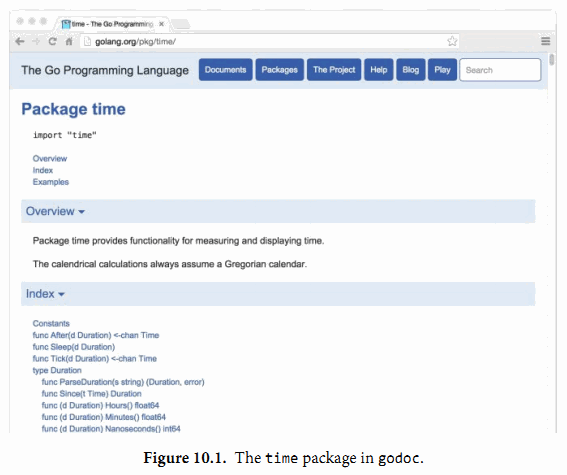 time - The Go Programming
golang.org/pkg/time/
The Go Programming Language Documents Packages The Project Help Blog Play Search
Package time
import "time"
Overview
Index
Examples
Overview
Package time provides functionality for measuring and displaying time.
The calendrical calculations always assume a Gregorian calendar.
Index
Constants
func After(d Duration) <-chan Time
func Sleep(d Duration)
func Tick(d Duration) <-chan Time
type Duration
func ParseDuration(s string) (Duration, error)
func Since(t Time) Duration
func (d Duration) Hours() float64
func (d Duration) Minutes() float64
func (d Duration) Nanoseconds() int64
Figure 10.1. The time package in godoc.